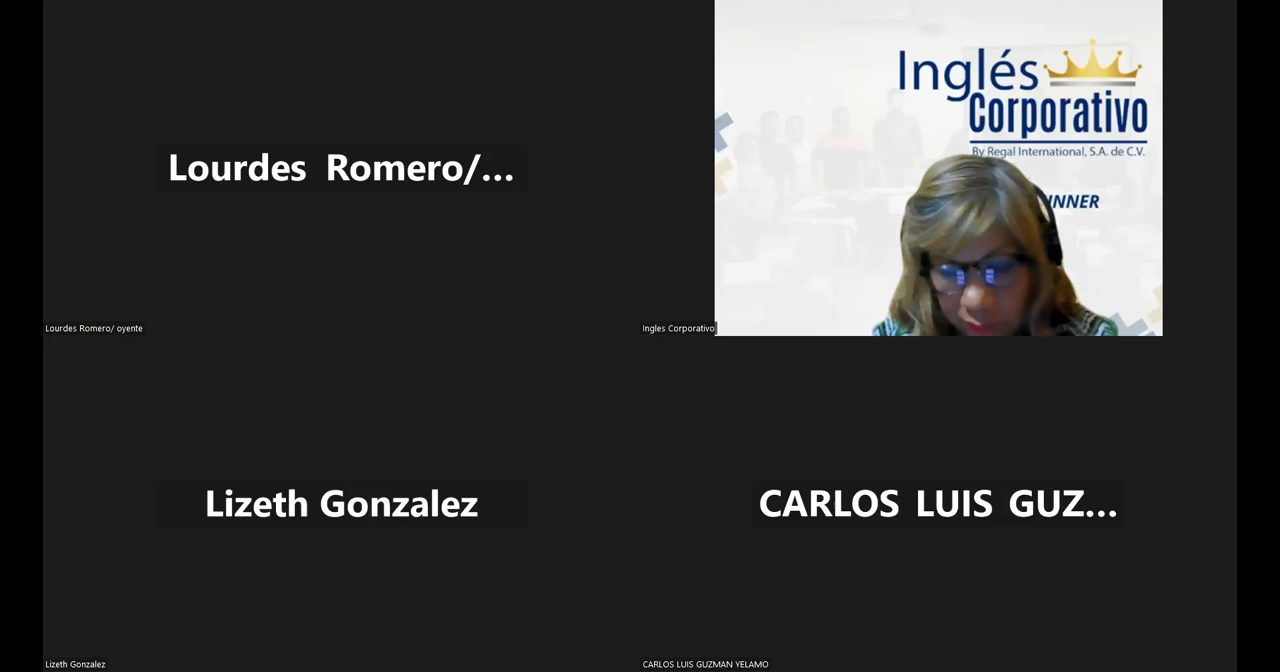 Lourdes Romero/...
Lourdes Romero/ oyente
Inglés
Corporativo
By Regal International, S.A. de C.V.
INNER
Ingles Corporativo
Lizeth Gonzalez
Lizeth Gonzalez
CARLOS LUIS GUZ...
CARLOS LUIS GUZMAN YELAMO